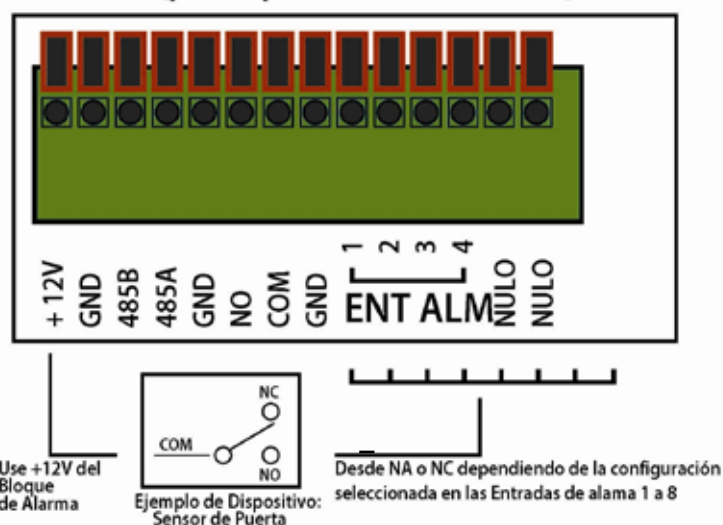 + 12V
GND
485B
485A
GND
NO
COM
GND
1
2
3
4
ENT ALM
NULO
NULO
NC
COM
NO
Use +12V del
Bloque
de Alarma
Ejemplo de Dispositivo:
Sensor de Puerta
Desde NA o NC dependiendo de la configuración
seleccionada en las Entradas de alama 1 a 8